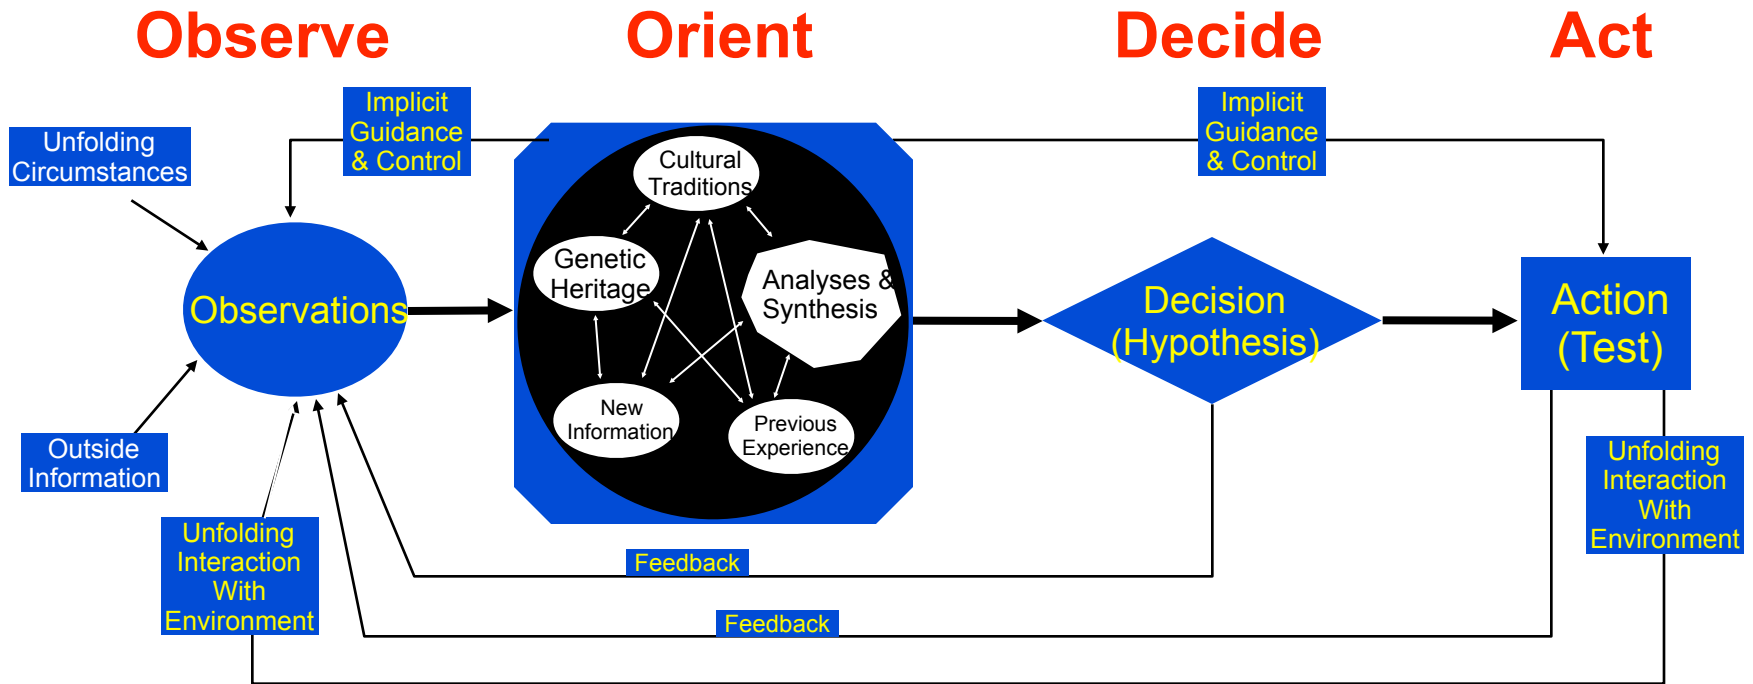 Observe
Orient
Decide
Act
Implicit
Guidance
& Control
Implicit
Guidance
& Control
Unfolding
Circumstances
Cultural
Traditions
Genetic
Heritage
Analyses &
Synthesis
Observations
Decision
(Hypothesis)
Action
(Test)
New
Information
Previous
Experience
Outside
Information
Unfolding
Interaction
With
Environment
Unfolding
Interaction
With
Environment
Feedback
Feedback